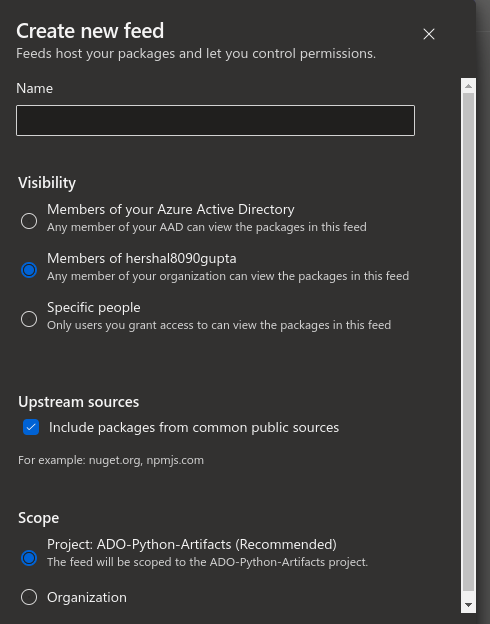 Create new feed
Feeds host your packages and let you control permissions.
Name
Visibility
Members of your Azure Active Directory
Any member of your AAD can view the packages in this feed
Members of hershal8090gupta
Any member of your organization can view the packages in this feed
Specific people
Only users you grant access to can view the packages in this feed
Upstream sources
Include packages from common public sources
For example: nuget.org, npmjs.com
Scope
Project: ADO-Python-Artifacts (Recommended)
The feed will be scoped to the ADO-Python-Artifacts project.
Organization